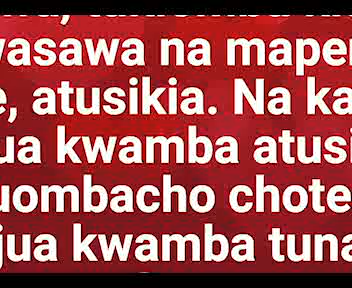 wasawa na mape
e, atusikia. Na ka
ua kwamba atusi
uombacho chote
jua kwamba tuna